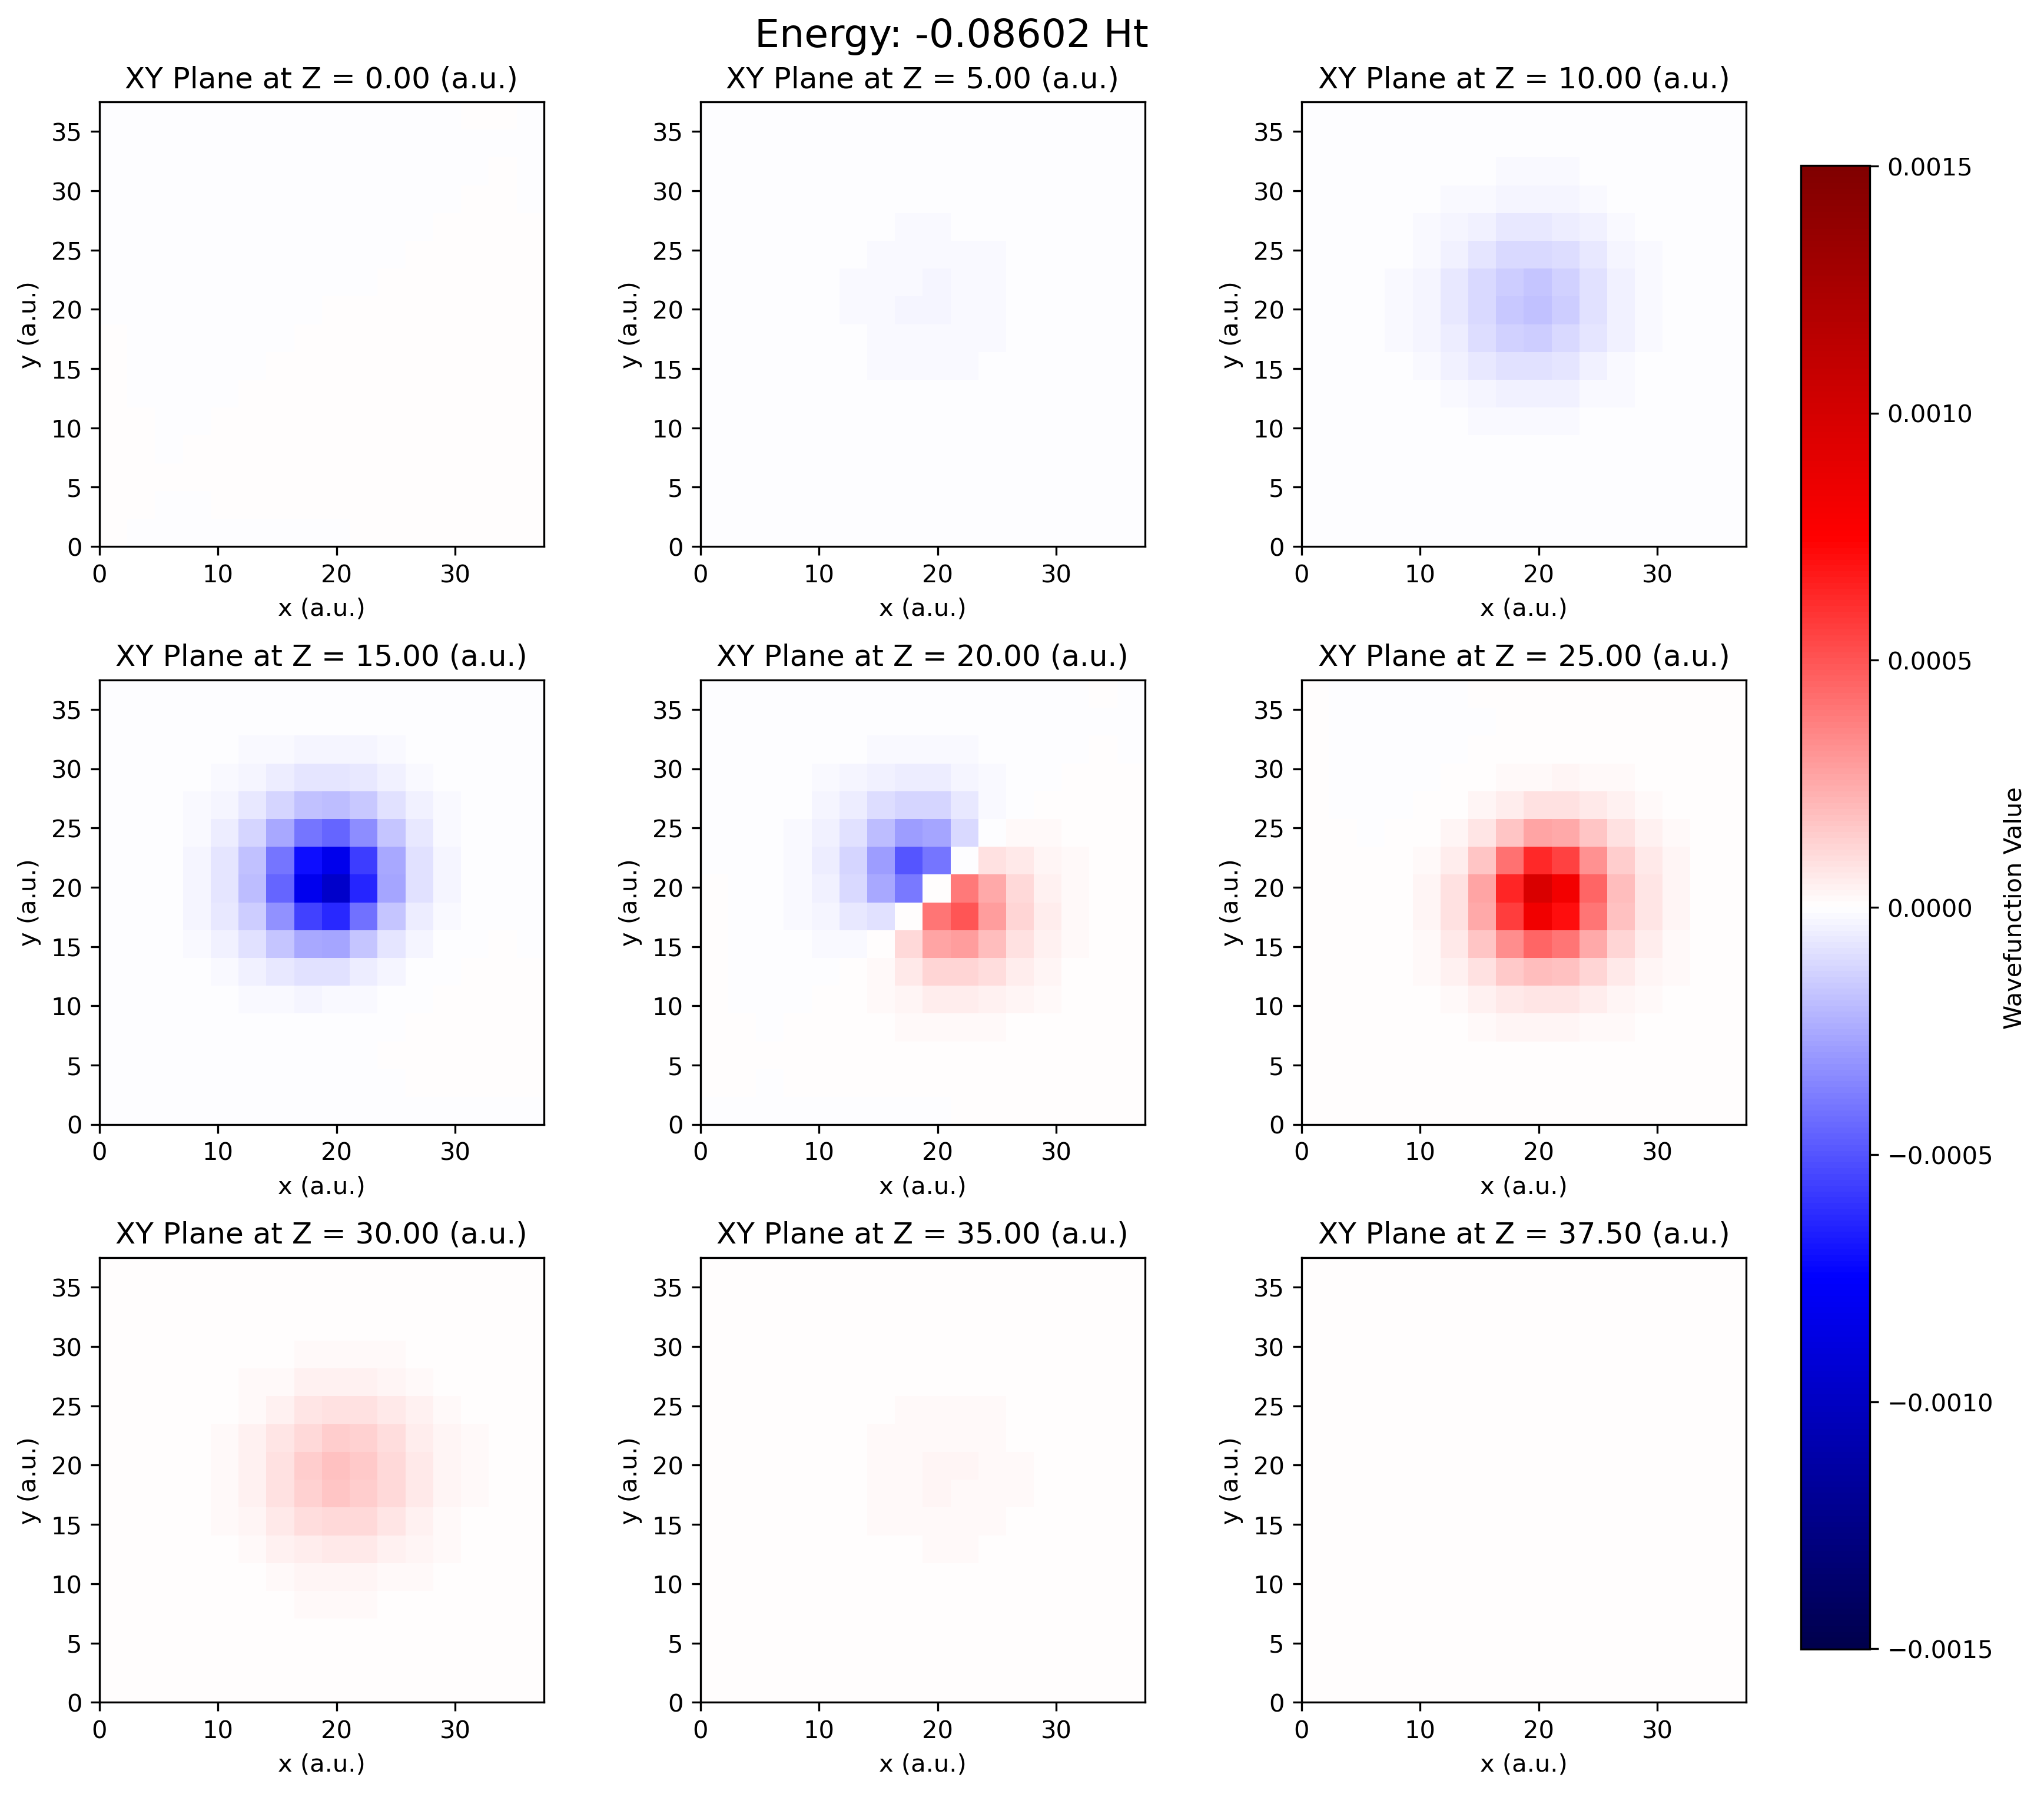 Energy: -0.08602 Ht
XY Plane at Z = 0.00 (a.u.)
XY Plane at Z = 5.00 (a.u.)
XY Plane at Z = 10.00 (a.u.)
35
30
25
20
15
10
5
0
y (a.u.)
0 10 20 30
x (a.u.)
35
30
25
20
15
10
5
0
y (a.u.)
0 10 20 30
x (a.u.)
35
30
25
20
15
10
5
0
y (a.u.)
0 10 20 30
x (a.u.)
XY Plane at Z = 15.00 (a.u.)
XY Plane at Z = 20.00 (a.u.)
XY Plane at Z = 25.00 (a.u.)
35
30
25
20
15
10
5
0
y (a.u.)
0 10 20 30
x (a.u.)
35
30
25
20
15
10
5
0
y (a.u.)
0 10 20 30
x (a.u.)
35
30
25
20
15
10
5
0
y (a.u.)
0 10 20 30
x (a.u.)
XY Plane at Z = 30.00 (a.u.)
XY Plane at Z = 35.00 (a.u.)
XY Plane at Z = 37.50 (a.u.)
35
30
25
20
15
10
5
0
y (a.u.)
0 10 20 30
x (a.u.)
35
30
25
20
15
10
5
0
y (a.u.)
0 10 20 30
x (a.u.)
35
30
25
20
15
10
5
0
y (a.u.)
0 10 20 30
x (a.u.)
0.0015
0.0010
0.0005
0.0000
−0.0005
−0.0010
−0.0015
Wavefunction Value